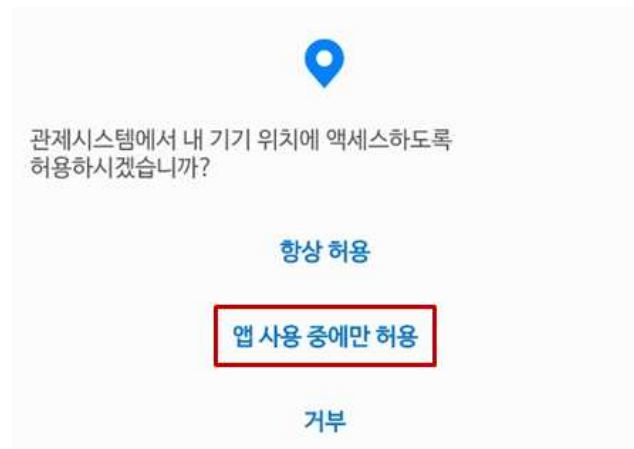 관제시스템에서 내 기기 위치에 액세스하도록
허용하시겠습니까?
항상 허용
앱 사용 중에만 허용
거부